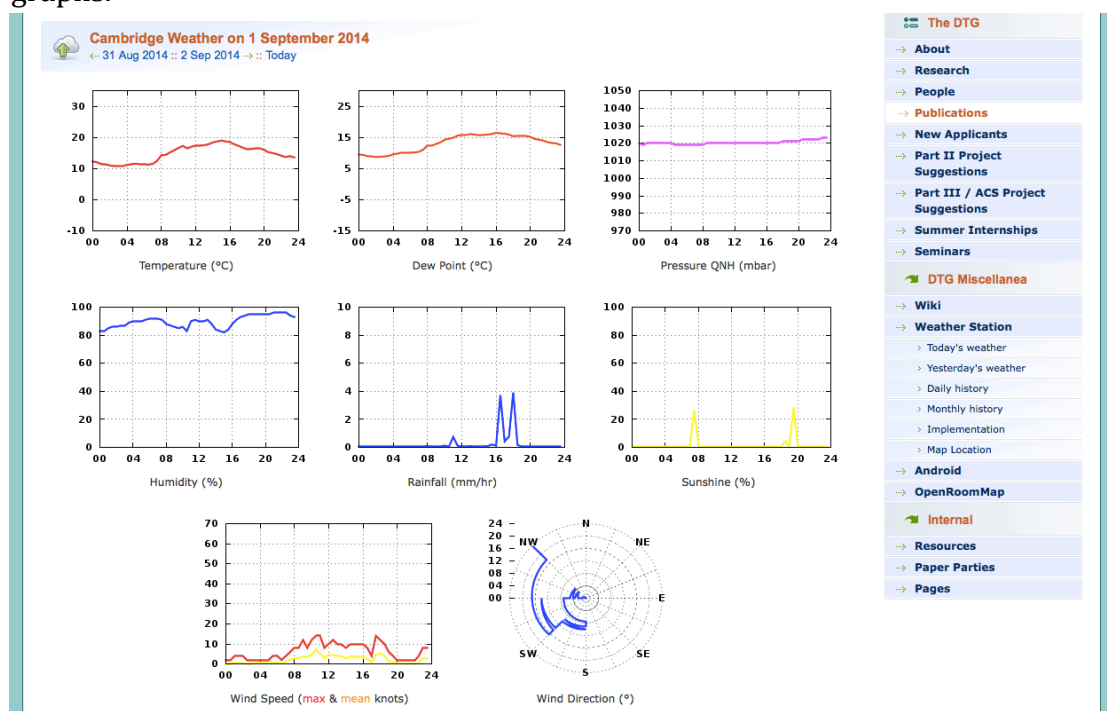 graphs.
Cambridge Weather on 1 September 2014
<·· 31 Aug 2014 :: 2 Sep 2014 ··> :: Today
30
20
10
0
-10
00 04 08 12 16 20 24
Temperature (°C)
25
15
5
-5
-15
00 04 08 12 16 20 24
Dew Point (°C)
1050
1040
1030
1020
1010
1000
990
980
970
00 04 08 12 16 20 24
Pressure QNH (mbar)
100
80
60
40
20
0
00 04 08 12 16 20 24
Humidity (%)
10
8
6
4
2
0
00 04 08 12 16 20 24
Rainfall (mm/hr)
100
80
60
40
20
0
00 04 08 12 16 20 24
Sunshine (%)
70
60
50
40
30
20
10
0
00 04 08 12 16 20 24
Wind Speed (max & mean knots)
24
20
16
12
08
04
00
N
NE
E
SE
S
SW
NW
Wind Direction (°)
The DTG
About
Research
People
Publications
New Applicants
Part II Project
Suggestions
Part III / ACS Project
Suggestions
Summer Internships
Seminars
DTG Miscellanea
Wiki
Weather Station
› Today's weather
› Yesterday's weather
› Daily history
› Monthly history
› Implementation
› Map Location
Android
OpenRoomMap
Internal
Resources
Paper Parties
Pages